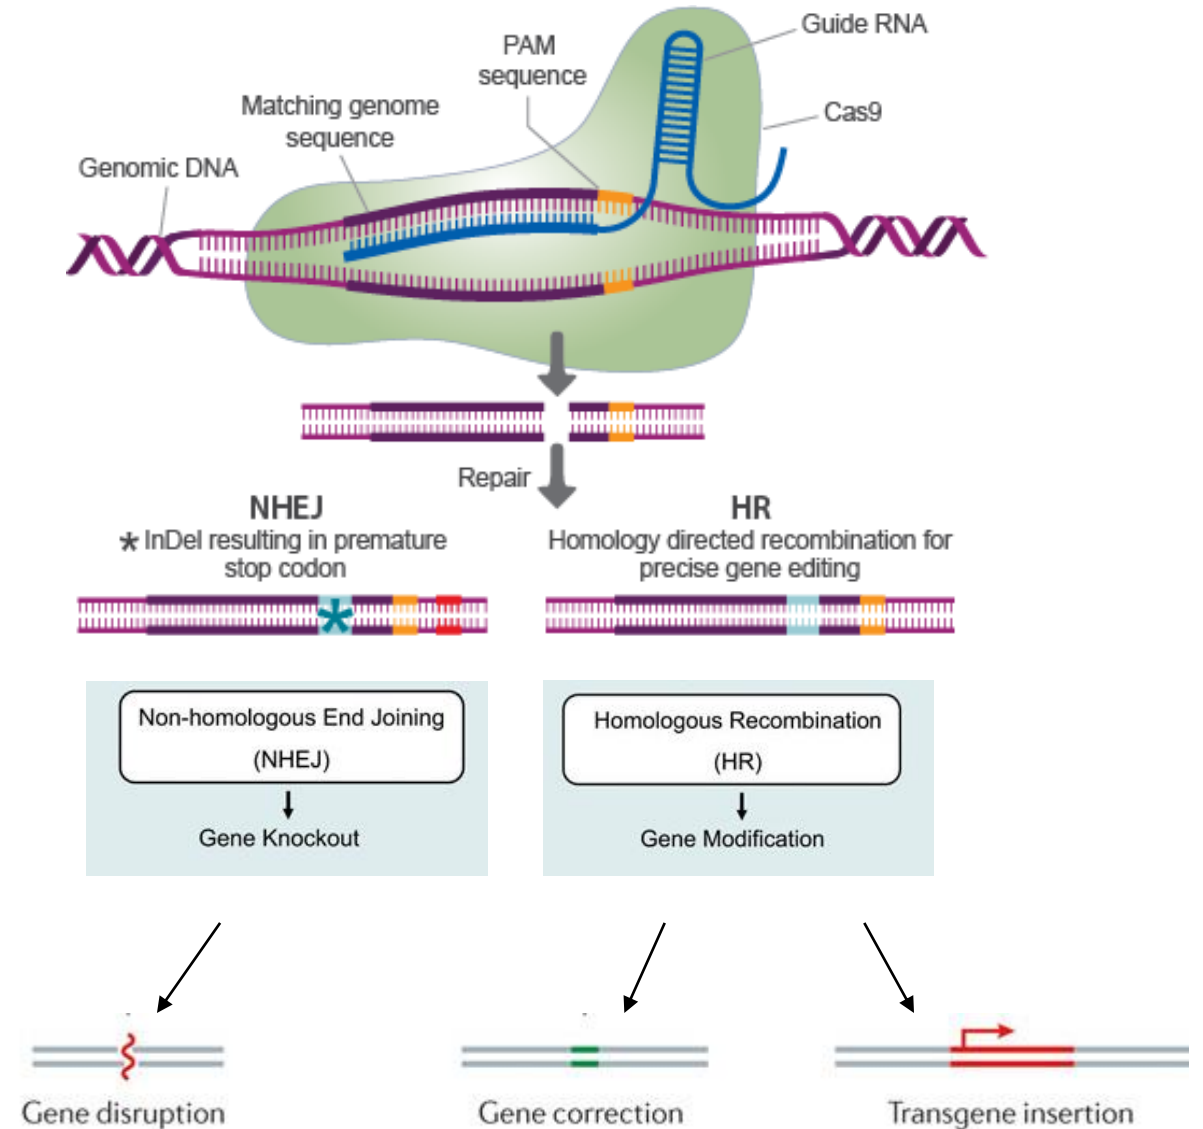 Guide RNA
PAM
sequence
Cas9
Matching genome
sequence
Genomic DNA
Repair
NHEJ
* InDel resulting in premature
stop codon
HR
Homology directed recombination for
precise gene editing
*
Non-homologous End Joining
(NHEJ)
Gene Knockout
Homologous Recombination
(HR)
Gene Modification
Gene disruption
Gene correction
Transgene insertion